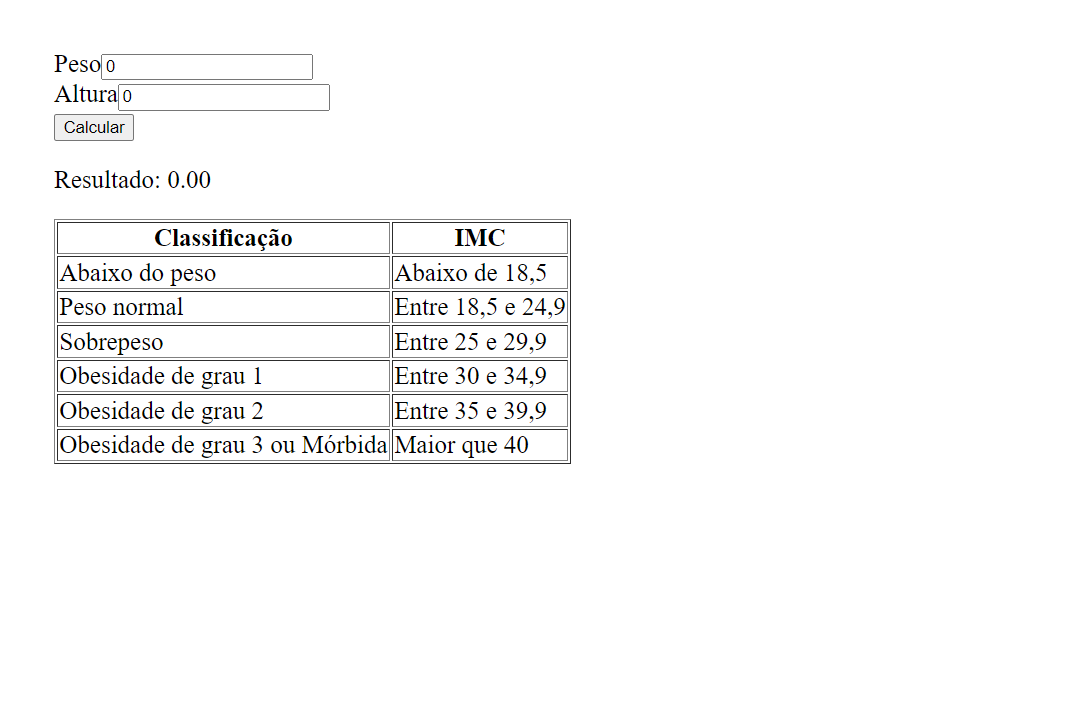 Peso 0
Altura 0
Calcular
Resultado: 0.00
Classificação IMC
Abaixo do peso Abaixo de 18,5
Peso normal Entre 18,5 e 24,9
Sobrepeso Entre 25 e 29,9
Obesidade de grau 1 Entre 30 e 34,9
Obesidade de grau 2 Entre 35 e 39,9
Obesidade de grau 3 ou Mórbida Maior que 40